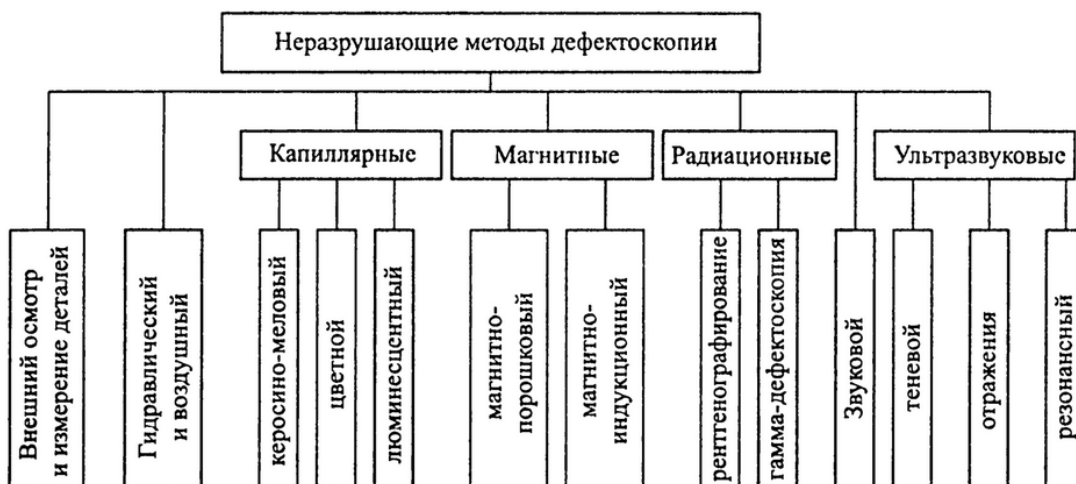 Неразрушающие методы дефектоскопии
Капиллярные
Магнитные
Радиационные
Ультразвуковые
Внешний осмотр
и измерение деталей
Гидравлический
и воздушный
керосино-меловый
цветной
люминесцентный
магнитно-
порошковый
магнитно-
индукционный
рентгенографирование
гамма-дефектоскопия
Звуковой
теневой
отражения
резонансный